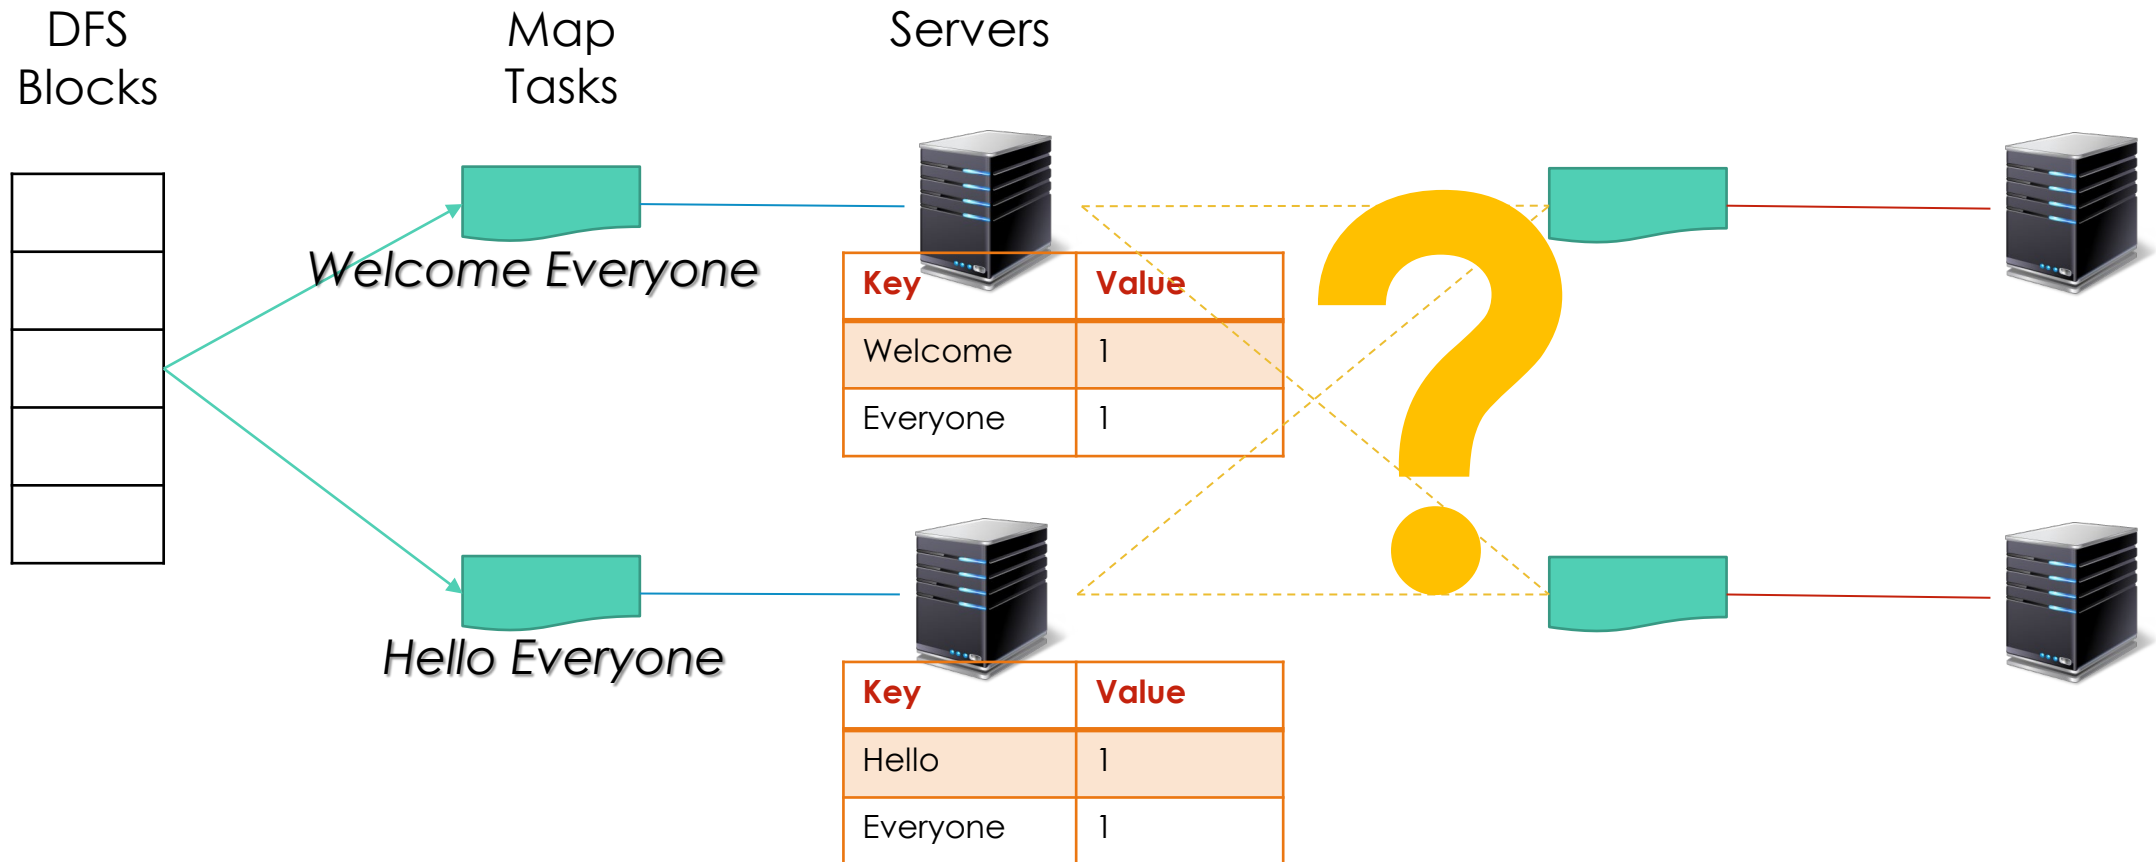 DFS
Blocks
Map
Tasks
Servers
Welcome Everyone
Key Value
Welcome 1
Everyone 1
?
Hello Everyone
Key Value
Hello 1
Everyone 1